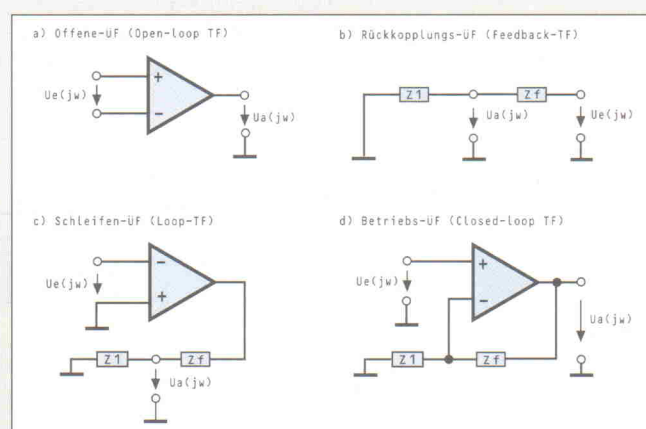 a) Offene-ÜF (Open-loop TF)
+
−
Ue(jw)
Ua(jw)
b) Rückkopplungs-ÜF (Feedback-TF)
Z1
Zf
Ua(jw)
Ue(jw)
c) Schleifen-ÜF (Loop-TF)
−
+
Ue(jw)
Z1
Zf
Ua(jw)
d) Betriebs-ÜF (Closed-loop TF)
+
−
Ue(jw)
Z1
Zf
Ua(jw)